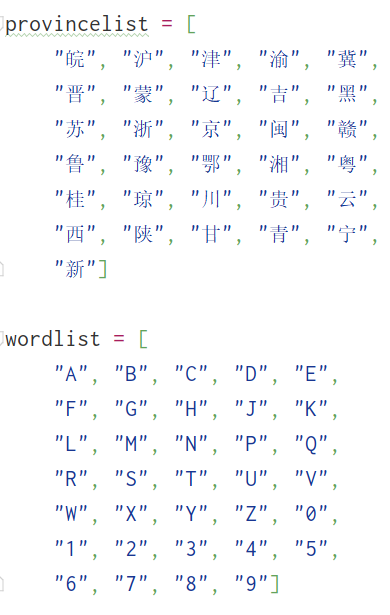 provincelist = [
"皖", "沪", "津", "渝", "冀",
"晋", "蒙", "辽", "吉", "黑",
"苏", "浙", "京", "闽", "赣",
"鲁", "豫", "鄂", "湘", "粤",
"桂", "琼", "川", "贵", "云",
"西", "陕", "甘", "青", "宁",
"新"]
wordlist = [
"A", "B", "C", "D", "E",
"F", "G", "H", "J", "K",
"L", "M", "N", "P", "Q",
"R", "S", "T", "U", "V",
"W", "X", "Y", "Z", "0",
"1", "2", "3", "4", "5",
"6", "7", "8", "9"]